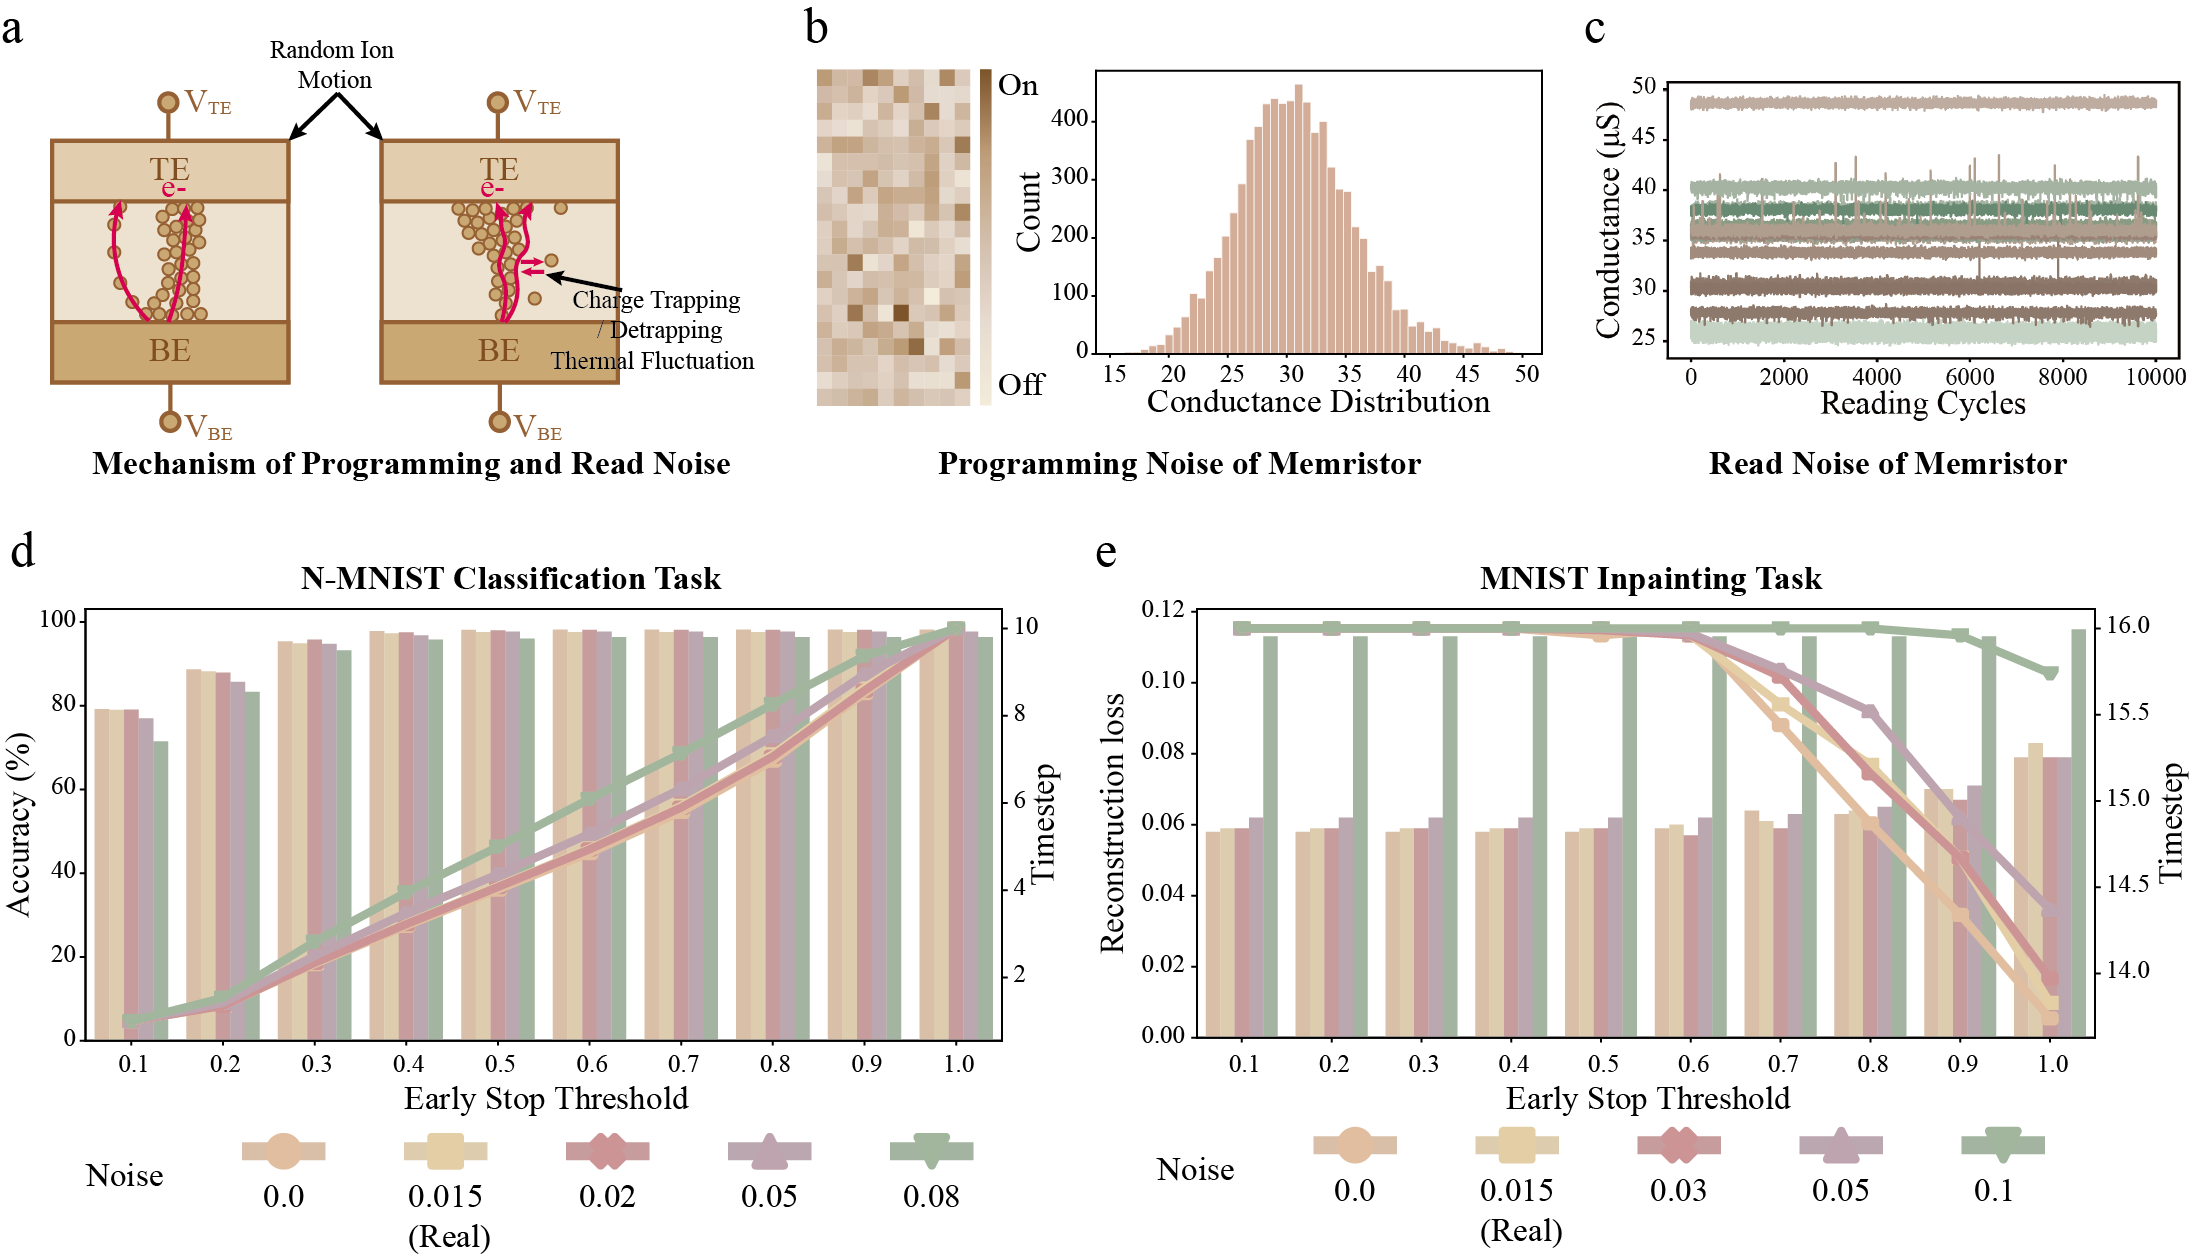 a
Random Ion
Motion
VTE
VTE
TE
e-
TE
e-
BE
BE
Charge Trapping
/ Detrapping
Thermal Fluctuation
VBE
VBE
Mechanism of Programming and Read Noise
b
On
Off
Count
400
300
200
100
0
15 20 25 30 35 40 45 50
Conductance Distribution
Programming Noise of Memristor
c
Conductance (µS)
50
45
40
35
30
25
0 2000 4000 6000 8000 10000
Reading Cycles
Read Noise of Memristor
d
N-MNIST Classification Task
Accuracy (%)
100
80
60
40
20
0
10
8
6
4
2
Timestep
0.1 0.2 0.3 0.4 0.5 0.6 0.7 0.8 0.9 1.0
Early Stop Threshold
Noise
0.0 0.015 0.02 0.05 0.08
(Real)
e
MNIST Inpainting Task
Reconstruction loss
0.12
0.10
0.08
0.06
0.04
0.02
0.00
16.0
15.5
15.0
14.5
14.0
Timestep
0.1 0.2 0.3 0.4 0.5 0.6 0.7 0.8 0.9 1.0
Early Stop Threshold
Noise
0.0 0.015 0.03 0.05 0.1
(Real)